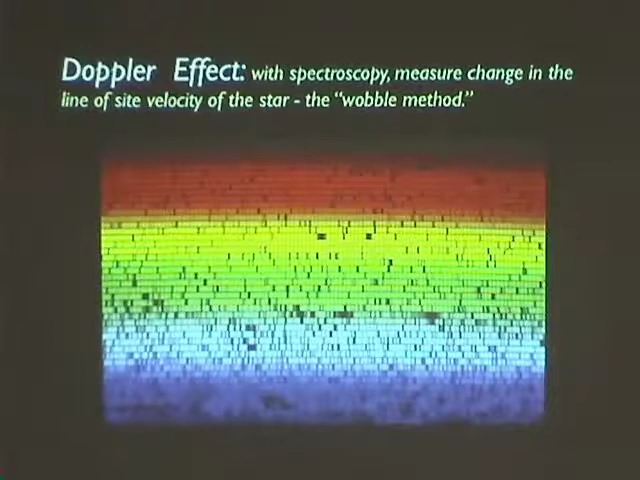 Doppler Effect: with spectroscopy, measure change in the
line of site velocity of the star - the "wobble method."